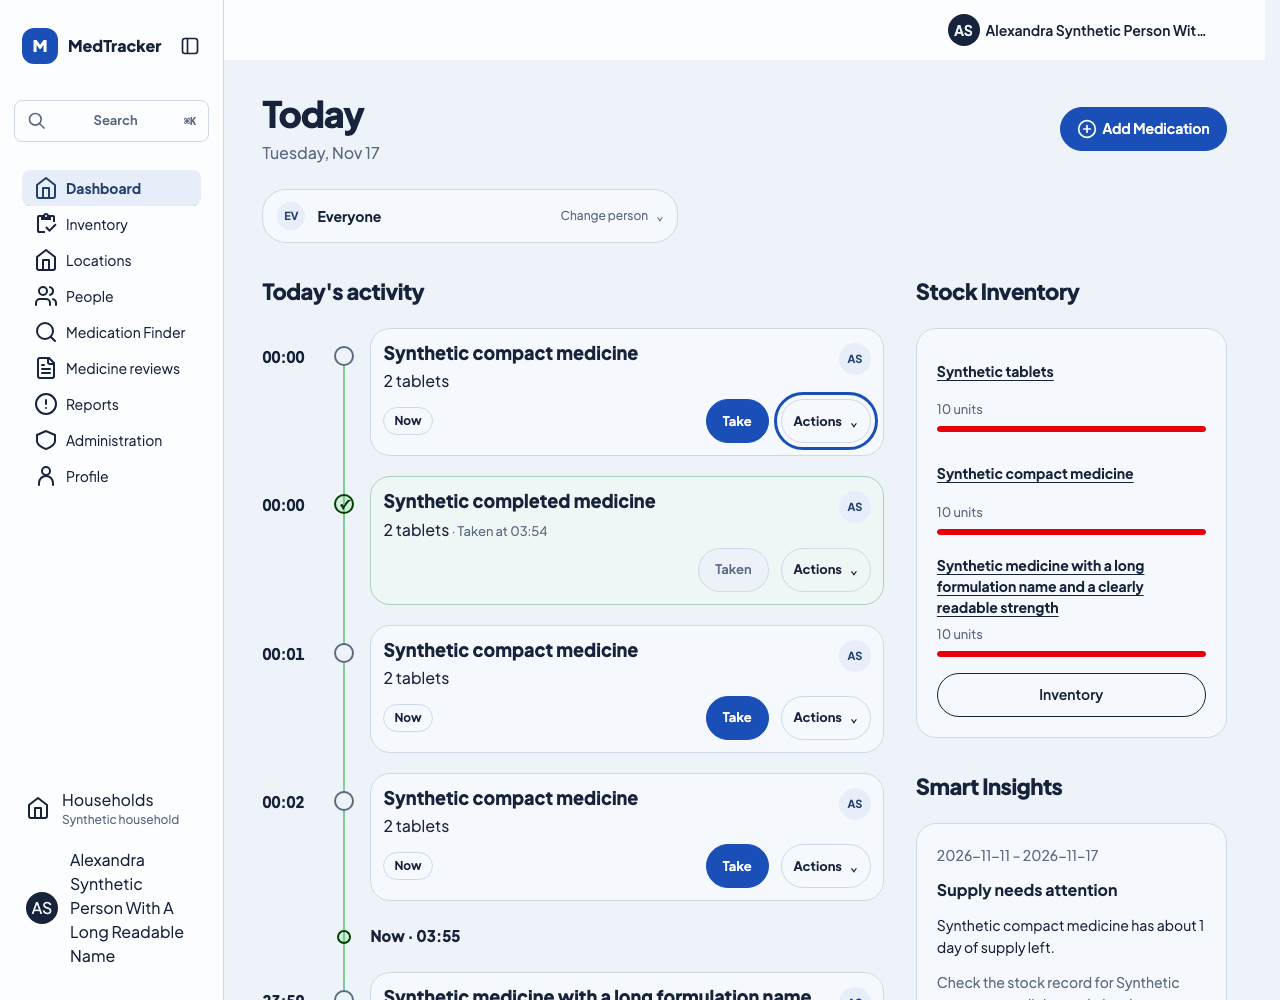 M MedTracker
Search ⌘K
Dashboard
Inventory
Locations
People
Medication Finder
Medicine reviews
Reports
Administration
Profile
Households
Synthetic household
AS
Alexandra
Synthetic
Person With A
Long Readable
Name
AS Alexandra Synthetic Person Wit…
Today
Tuesday, Nov 17
Add Medication
EV Everyone Change person
Today's activity
00:00
Synthetic compact medicine AS
2 tablets
Now Take Actions
00:00
Synthetic completed medicine AS
2 tablets · Taken at 03:54
Taken Actions
00:01
Synthetic compact medicine AS
2 tablets
Now Take Actions
00:02
Synthetic compact medicine AS
2 tablets
Now Take Actions
Now · 03:55
Synthetic medicine with a long formulation name
Stock Inventory
Synthetic tablets
10 units
Synthetic compact medicine
10 units
Synthetic medicine with a long
formulation name and a clearly
readable strength
10 units
Inventory
Smart Insights
2026-11-11 – 2026-11-17
Supply needs attention
Synthetic compact medicine has about 1
day of supply left.
Check the stock record for Synthetic